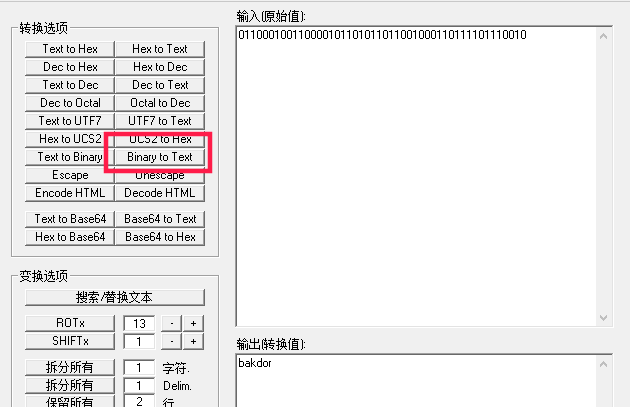 转换选项
Text to Hex Hex to Text
Dec to Hex Hex to Dec
Text to Dec Dec to Text
Dec to Octal Octal to Dec
Text to UTF7 UTF7 to Text
Hex to UCS2 UCS2 to Hex
Text to Binary Binary to Text
Escape Unescape
Encode HTML Decode HTML
Text to Base64 Base64 to Text
Hex to Base64 Base64 to Hex
变换选项
搜索/替换文本
ROTx 13 - +
SHIFTx 1 - +
拆分所有 1 字符.
拆分所有 1 Delim.
保留所有 2 行
输入(原始值):
011000100110000101101011011001000110111101110010
输出(转换值):
bakdor